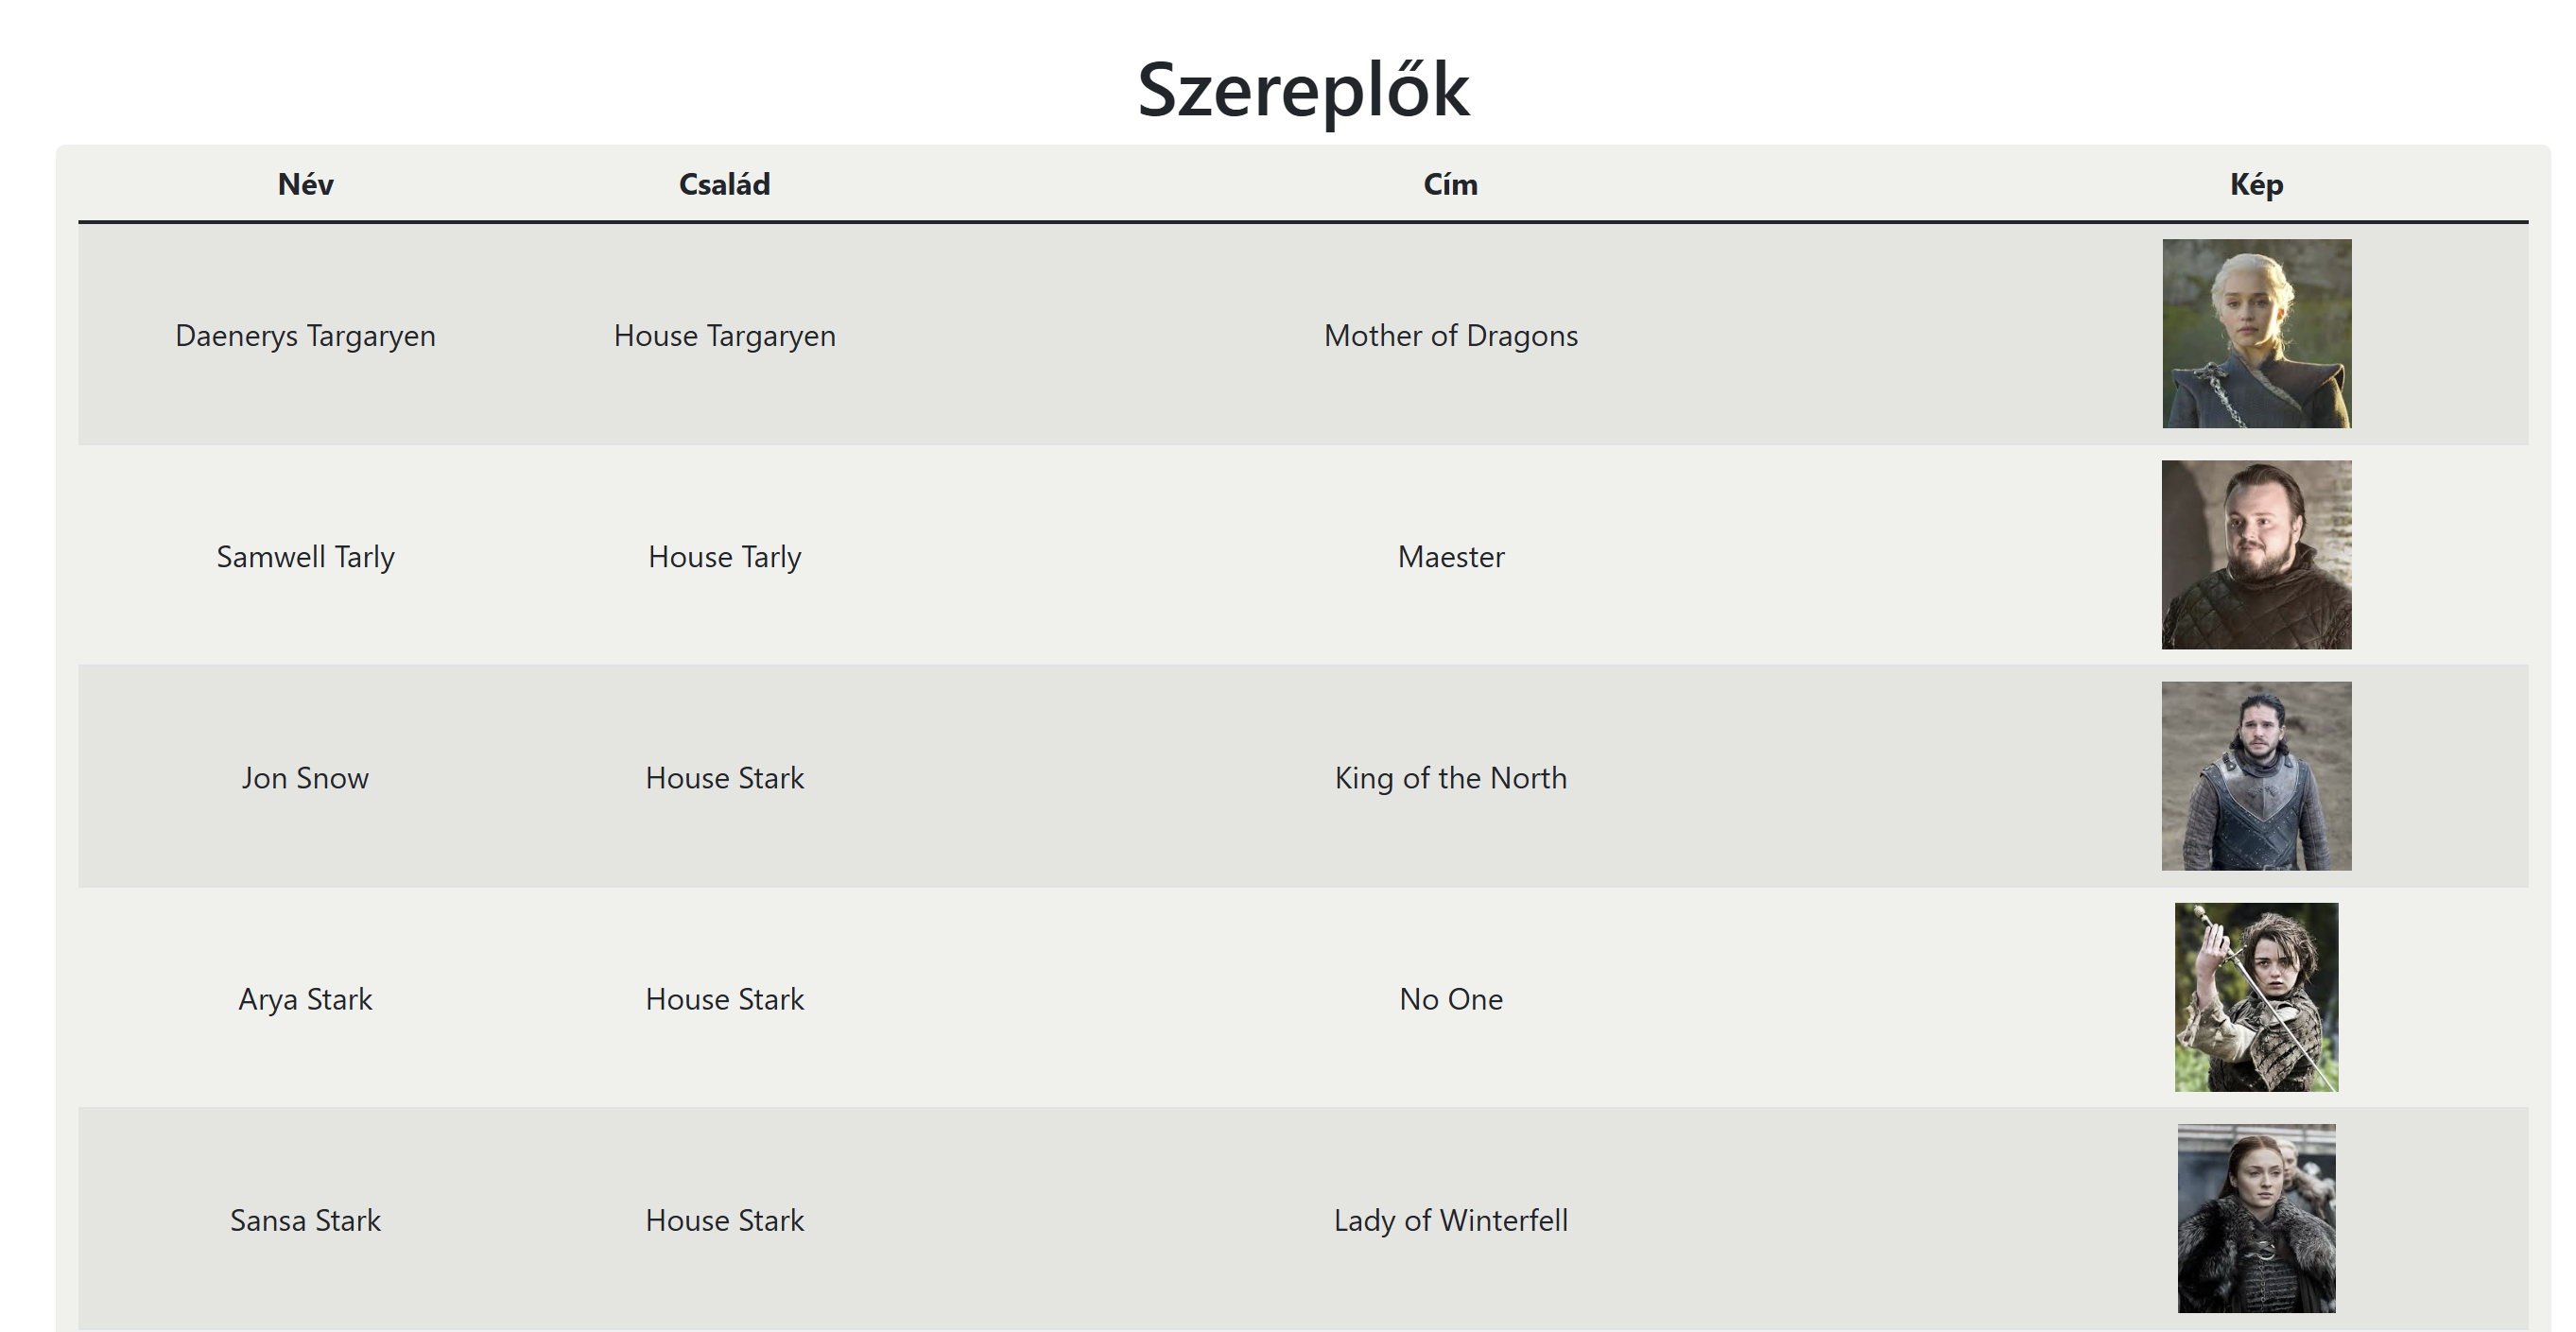 Szereplők
Név Család Cím Kép
Daenerys Targaryen House Targaryen Mother of Dragons
Samwell Tarly House Tarly Maester
Jon Snow House Stark King of the North
Arya Stark House Stark No One
Sansa Stark House Stark Lady of Winterfell